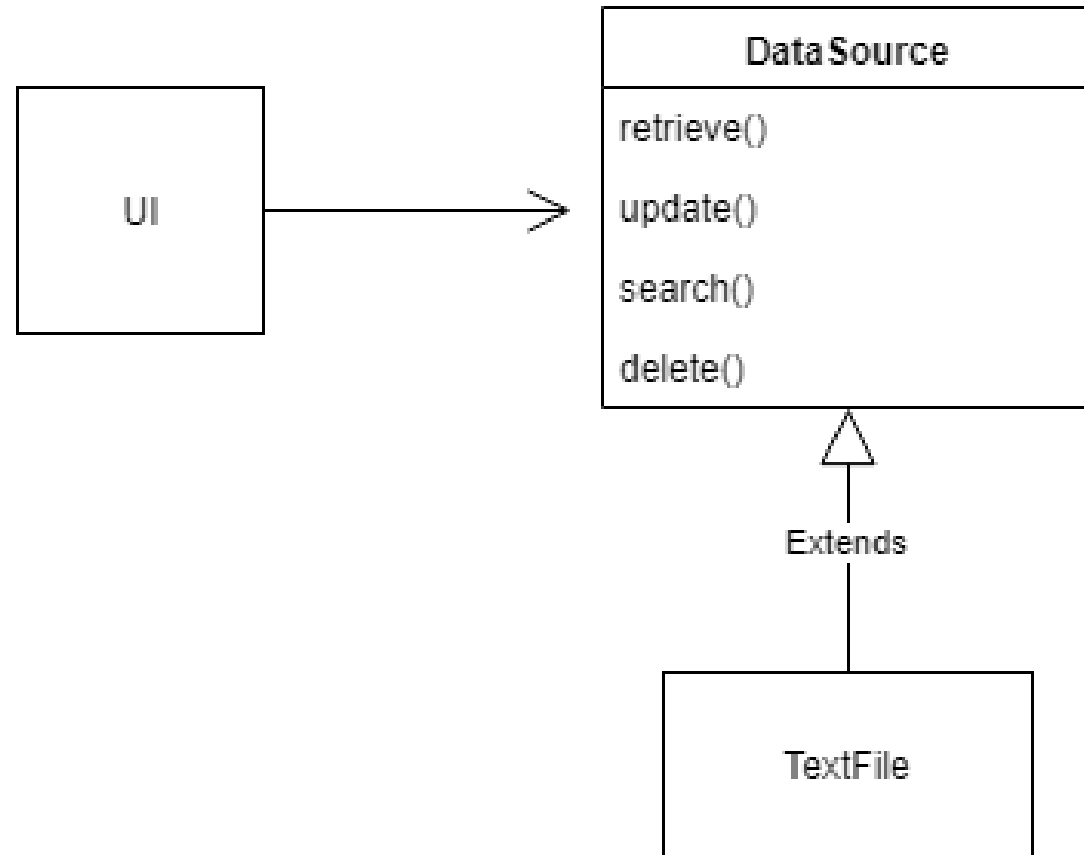 DataSource
retrieve()
UI
update()
search()
delete()
Extends
TextFile